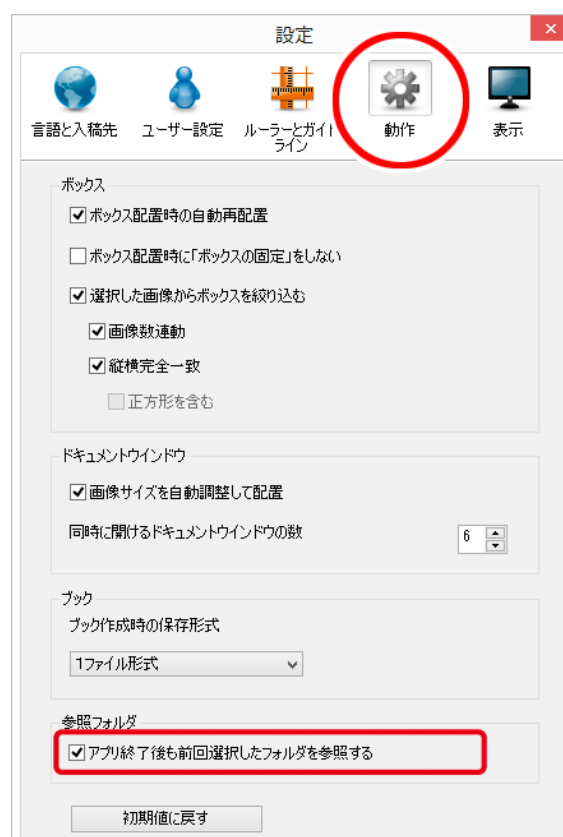 設定
言語と入稿先
ユーザー設定
ルーラーとガイド
ライン
動作
表示
ボックス
ボックス配置時の自動再配置
ボックス配置時に「ボックスの固定」をしない
選択した画像からボックスを絞り込む
画像数連動
縦横完全一致
正方形を含む
ドキュメントウインドウ
画像サイズを自動調整して配置
同時に開けるドキュメントウインドウの数
6
ブック
ブック作成時の保存形式
1ファイル形式
参照フォルダ
アプリ終了後も前回選択したフォルダを参照する
初期値に戻す